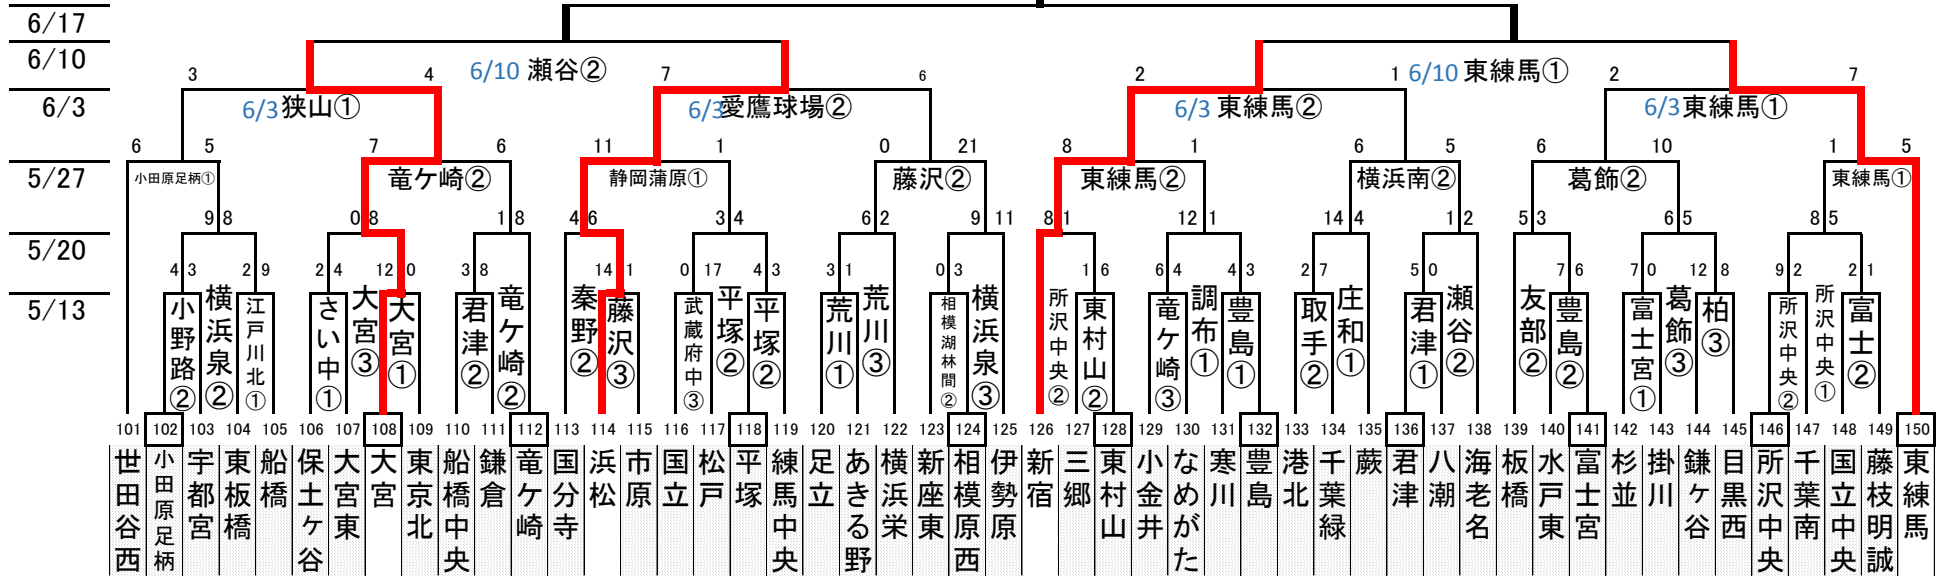 6/17
6/10
3 4 6/10 瀬谷② 7 6 2 1 6/10 東練馬① 2 7
6/3 6/3 狭山① 6/3 愛鷹球場② 6/3 東練馬② 6/3 東練馬①
6 5 7 6 11 1 0 21 8 1 6 5 6 10 1 5
5/27 小田原足柄① 竜ケ崎② 静岡蒲原① 藤沢② 東練馬② 横浜南② 葛飾② 東練馬①
9 8 0 8 1 8 4 6 3 4 6 2 9 11 8 1 12 1 14 4 1 2 5 3 6 5 8 5
5/20
4 3 2 9 2 4 12 0 3 8 14 1 0 17 4 3 3 1 0 3 1 6 6 4 4 3 2 7 5 0 7 6 7 0 12 8 9 2 2 1
5/13
小野路②
横浜泉②
江戸川北①
さい中①
大宮③
大宮①
君津②
竜ケ崎②
秦野②
藤沢③
武蔵府中③
平塚②
平塚②
荒川①
荒川③
相模湖林間②
横浜泉③
所沢中央②
東村山②
竜ケ崎③
調布①
豊島①
取手②
庄和①
君津①
瀬谷②
友部②
豊島②
富士宮①
葛飾③
柏③
所沢中央②
所沢中央①
富士②
101 102 103 104 105 106 107 108 109 110 111 112 113 114 115 116 117 118 119 120 121 122 123 124 125 126 127 128 129 130 131 132 133 134 135 136 137 138 139 140 141 142 143 144 145 146 147 148 149 150
世田谷西
小田原足柄
宇都宮
東板橋
船橋
保土ヶ谷
大宮東
大宮
東京北
船橋中央
鎌倉
竜ケ崎
国分寺
浜松
市原
国立
松戸
平塚
練馬中央
足立
あきる野
横浜栄
新座東
相模原西
伊勢原
新宿
三郷
東村山
小金井
なめがた
寒川
豊島
港北
千葉緑
蕨
君津
八潮
海老名
板橋
水戸東
富士宮
杉並
掛川
鎌ヶ谷
目黒西
所沢中央
千葉南
国立中央
藤枝明誠
東練馬